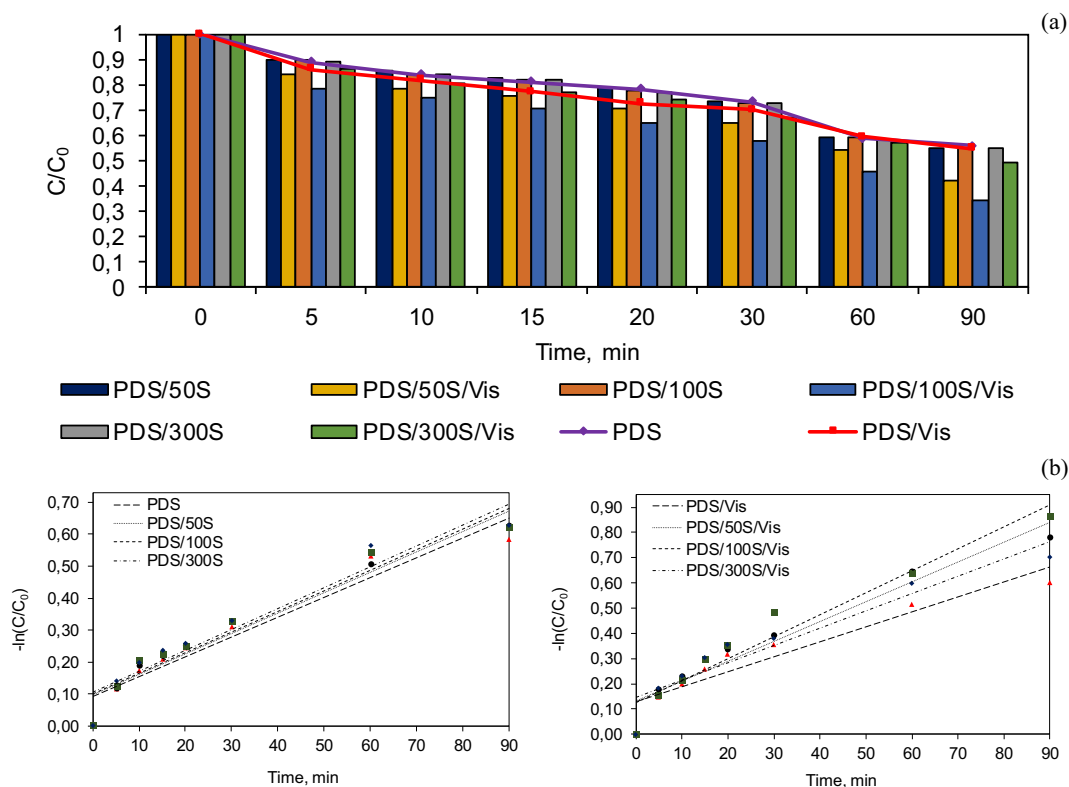 (a)
C/C₀
1
0,9
0,8
0,7
0,6
0,5
0,4
0,3
0,2
0,1
0
0 5 10 15 20 30 60 90
Time, min
PDS/50S PDS/50S/Vis PDS/100S PDS/100S/Vis
PDS/300S PDS/300S/Vis PDS PDS/Vis
(b)
-ln(C/C₀)
0,70
0,60
0,50
0,40
0,30
0,20
0,10
0,00
PDS
PDS/50S
PDS/100S
PDS/300S
0 10 20 30 40 50 60 70 80 90
Time, min
-ln(C/C₀)
0,90
0,80
0,70
0,60
0,50
0,40
0,30
0,20
0,10
0,00
PDS/Vis
PDS/50S/Vis
PDS/100S/Vis
PDS/300S/Vis
0 10 20 30 40 50 60 70 80 90
Time, min